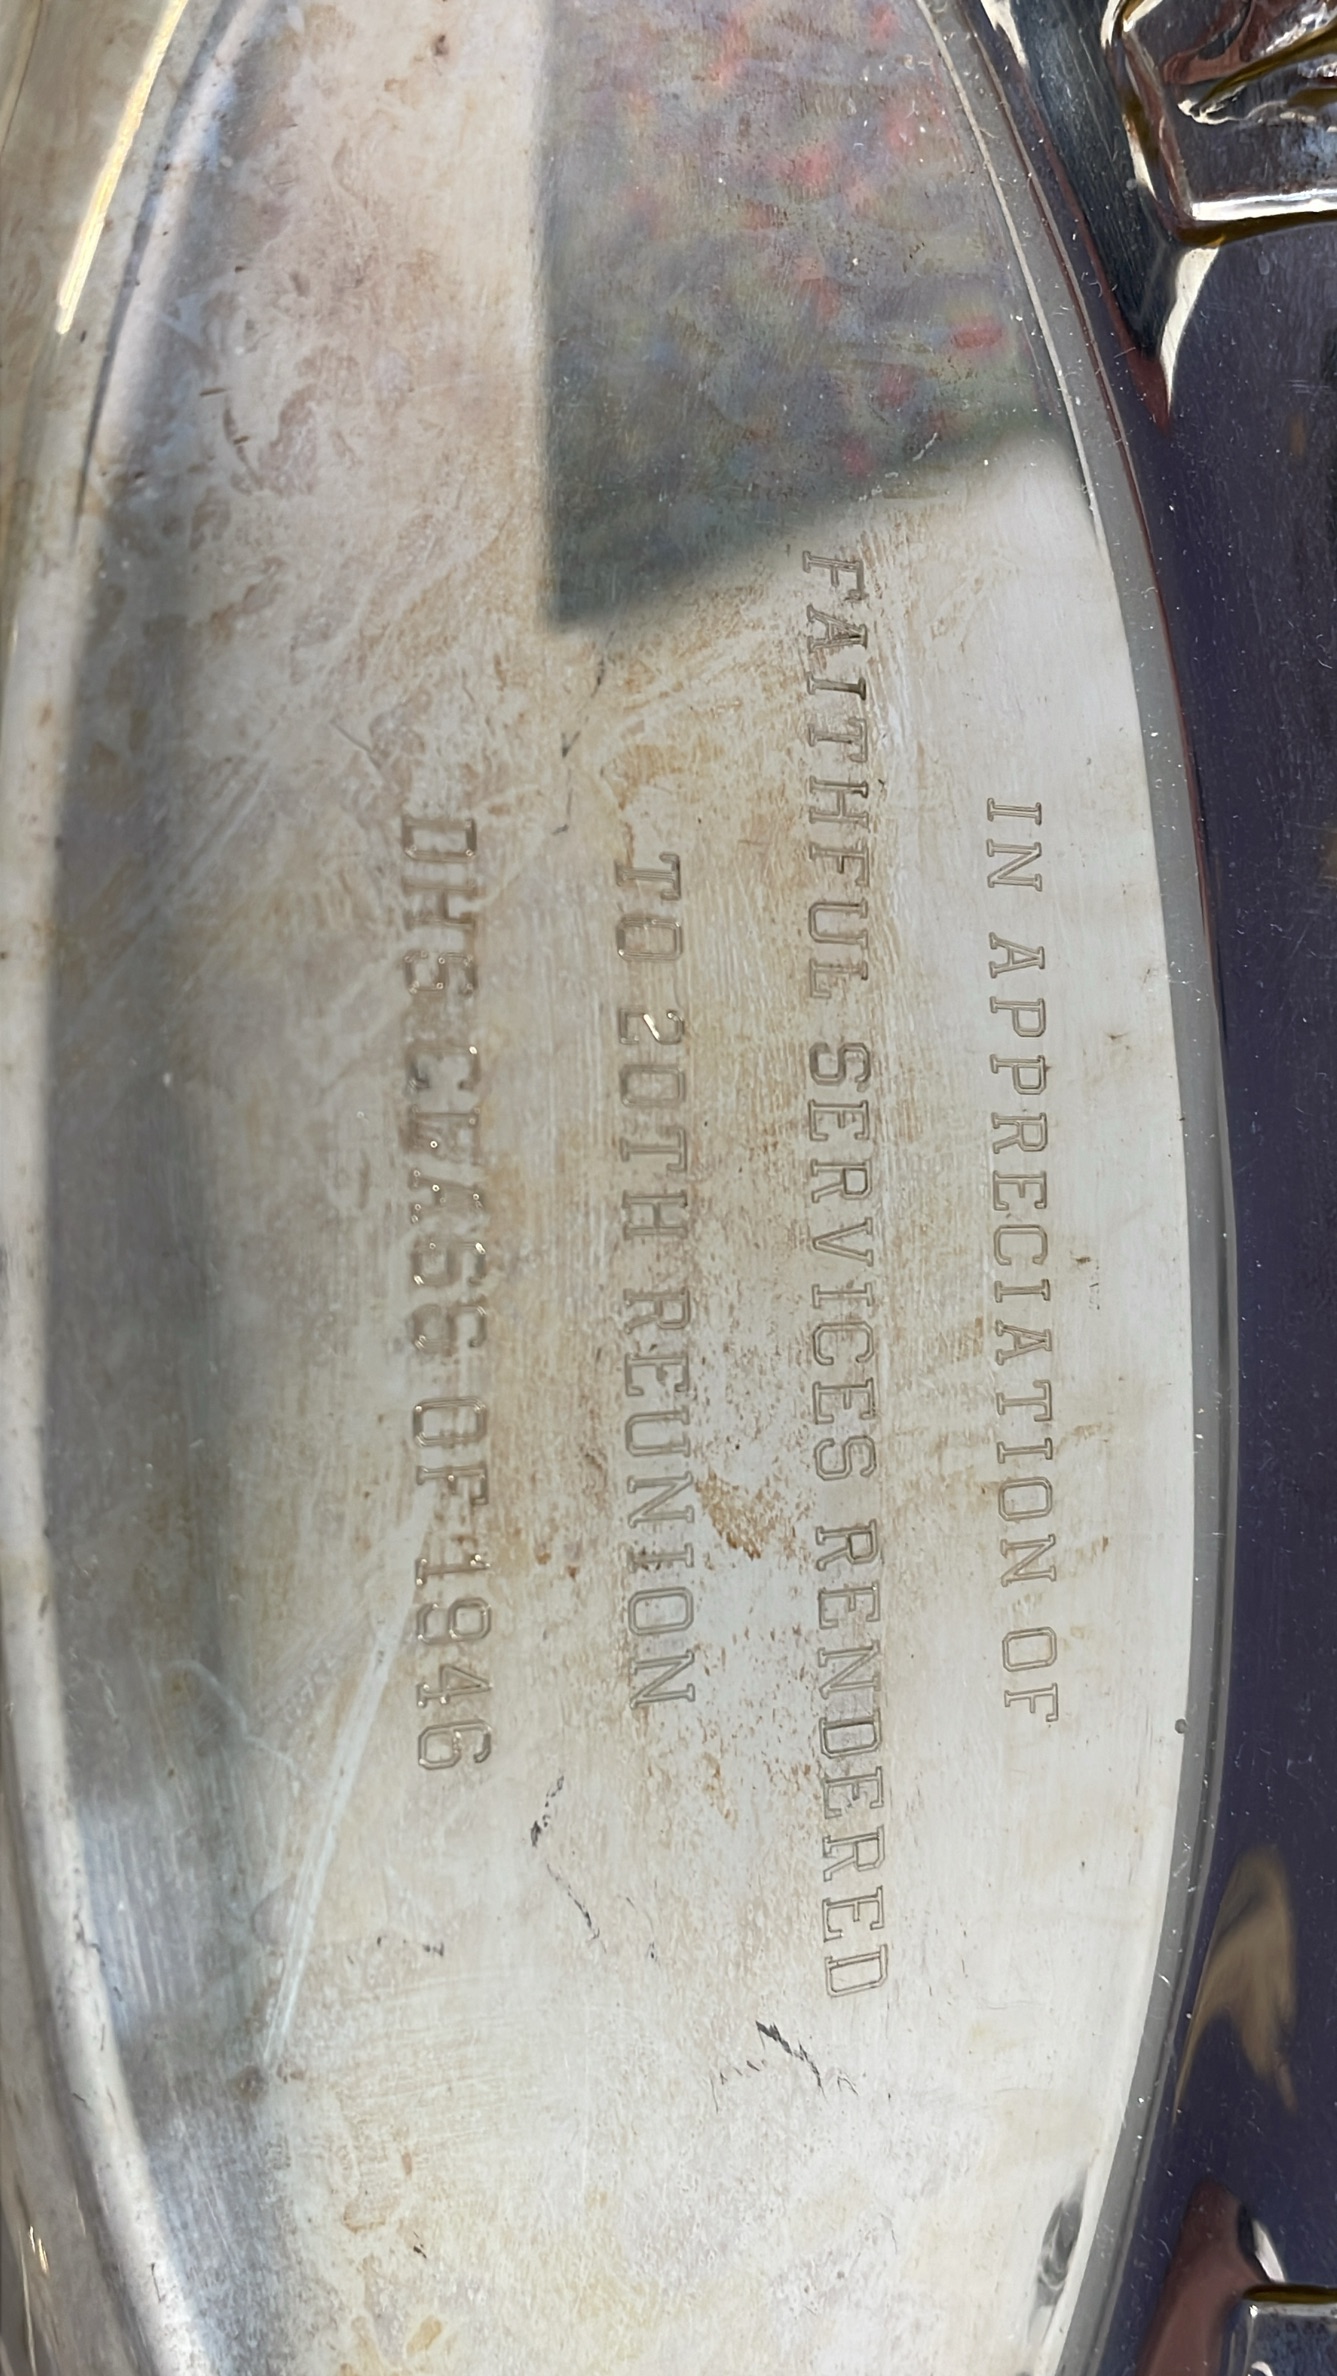 IN APPRECIATION OF
FAITHFUL SERVICES RENDERED
TO 20TH REUNION
DHS CLASS OF 1946